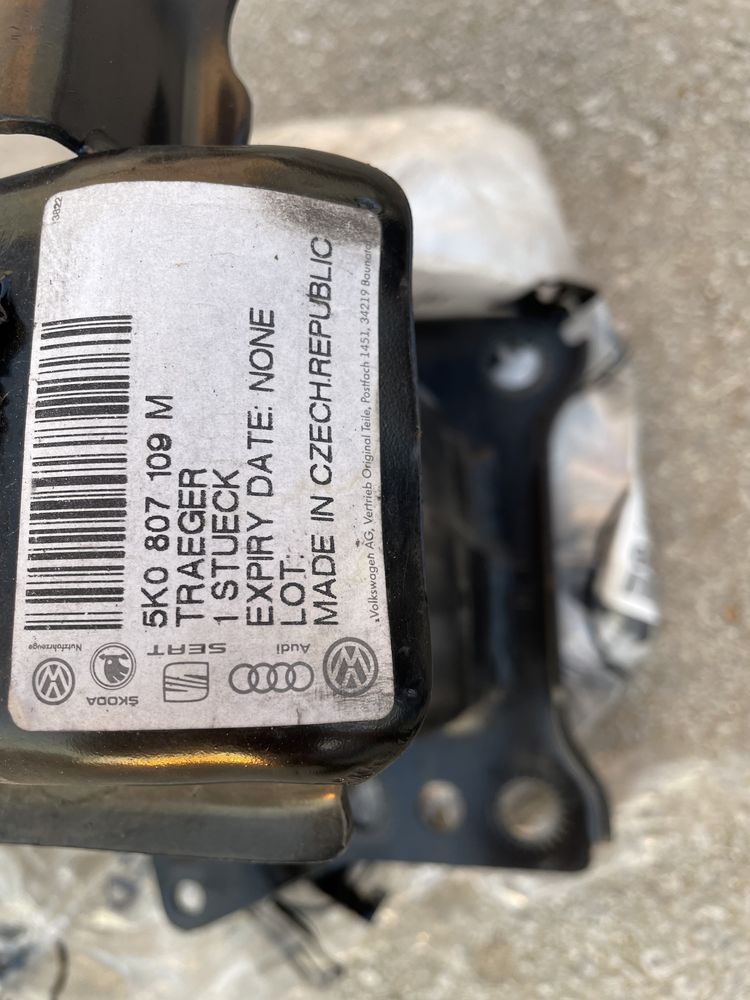 3822
5K0 807 109 M
TRAEGER
1 STUECK
EXPIRY DATE: NONE
LOT.:
MADE IN CZECH.REPUBLIC
Volkswagen AG, Vertrieb Original Teile, Postfach 1451, 34219 Baunatal
Nutzfahrzeuge
ŠKODA
SEAT
Audi